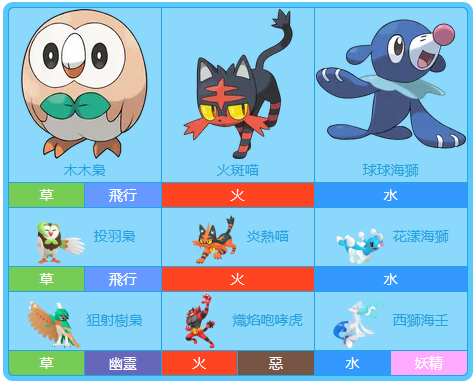 木木梟 火斑喵 球球海獅
草 飛行 火 水
投羽梟 炎熱喵 花漾海獅
草 飛行 火 水
狙射樹梟 熾焰咆哮虎 西獅海壬
草 幽靈 火 惡 水 妖精